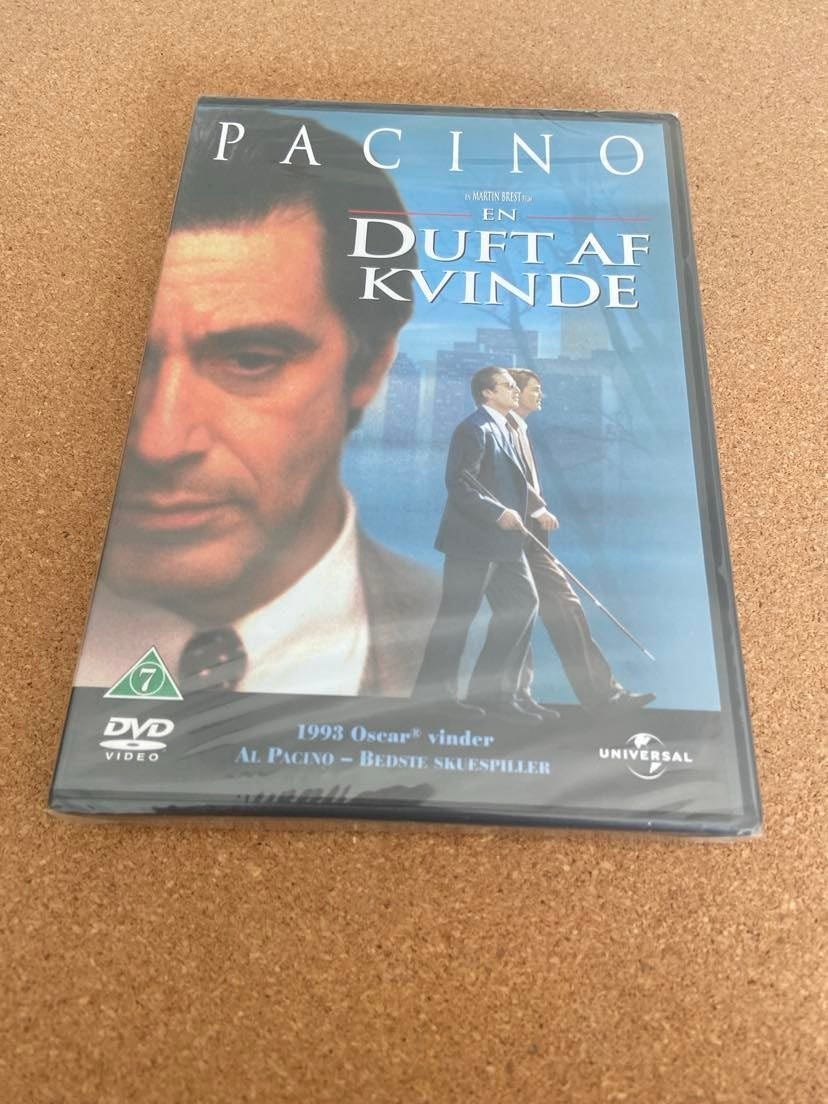 PACINO
EN MARTIN BREST FILM
EN
DUFT AF
KVINDE
7
DVD
VIDEO
1993 Oscar® vinder
AL PACINO – BEDSTE SKUESPILLER
UNIVERSAL